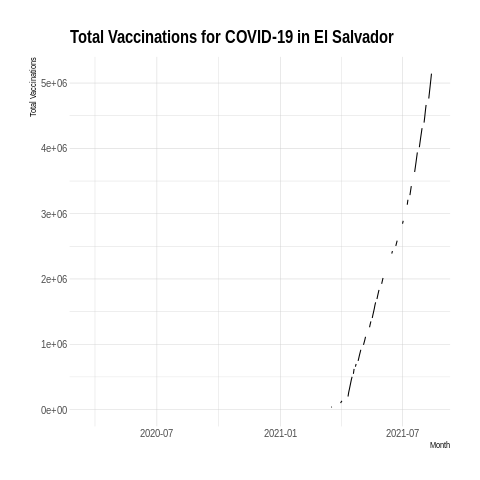 Total Vaccinations for COVID-19 in El Salvador
Total Vaccinations
5e+06
4e+06
3e+06
2e+06
1e+06
0e+00
2020-07
2021-01
2021-07
Month